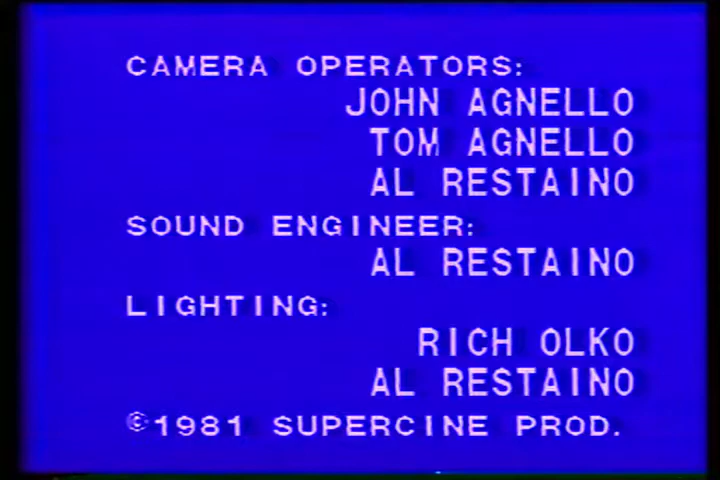 CAMERA OPERATORS:
JOHN AGNELLO
TOM AGNELLO
AL RESTAINO
SOUND ENGINEER:
AL RESTAINO
LIGHTING:
RICH OLKO
AL RESTAINO
©1981 SUPERCINE PROD.